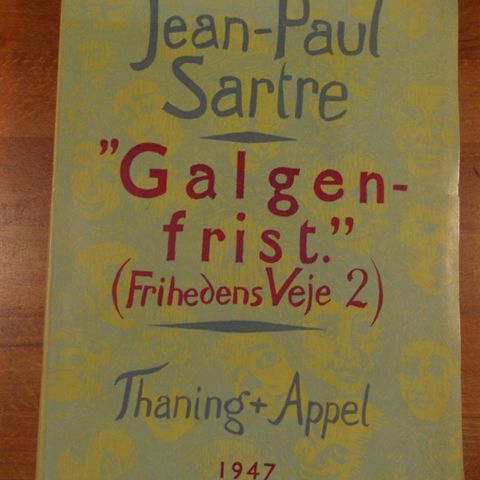 Jean-Paul
Sartre
"Galgen-
frist."
(Frihedens Veje 2)
Thaning + Appel
1947